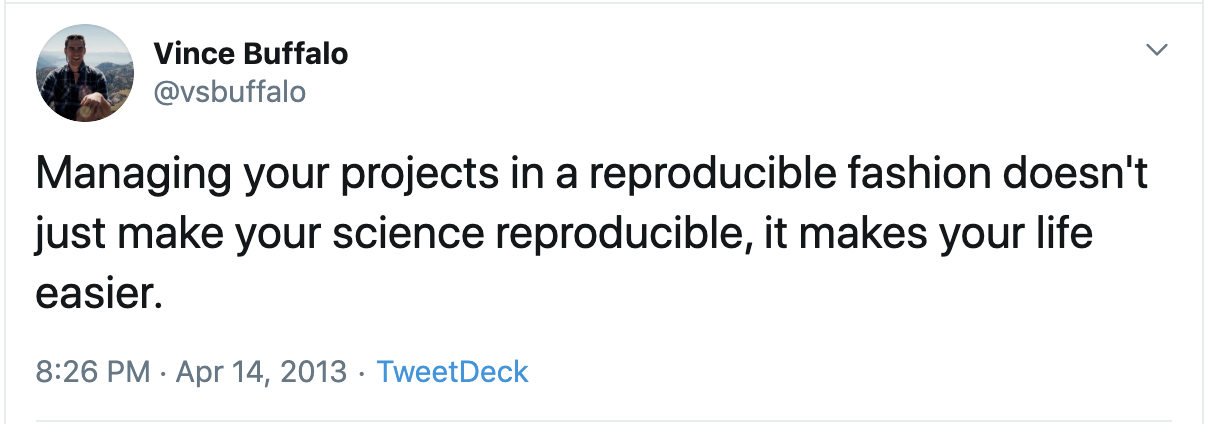 Vince Buffalo
@vsbuffalo
Managing your projects in a reproducible fashion doesn't
just make your science reproducible, it makes your life
easier.
8:26 PM · Apr 14, 2013 · TweetDeck